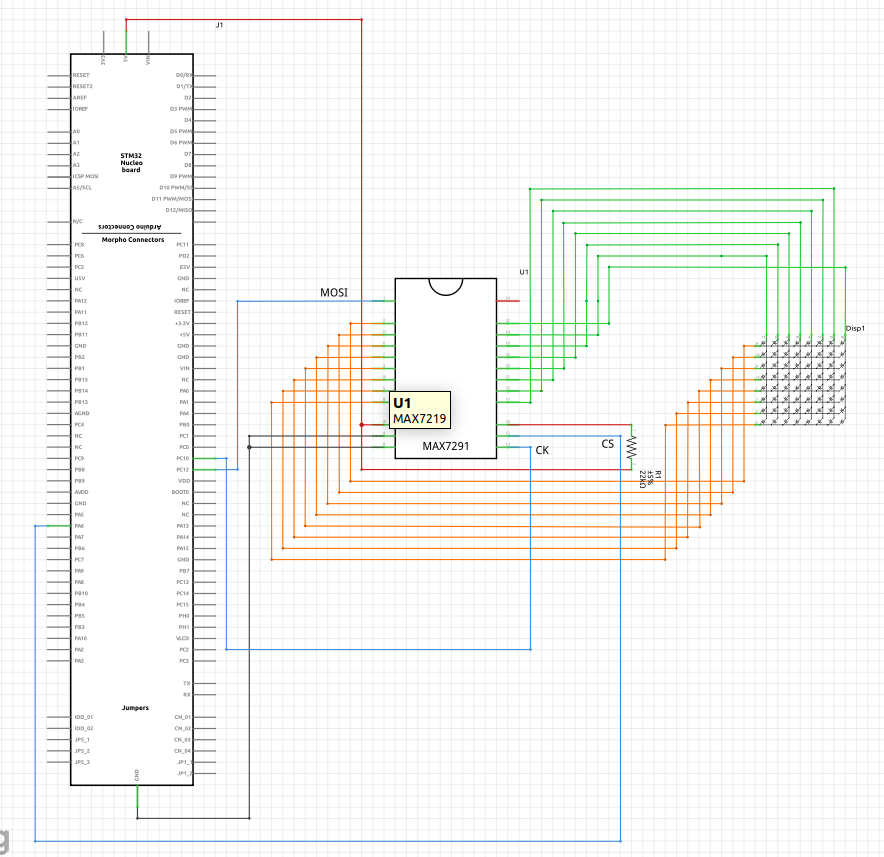 J1
3V3
5V
VIN
RESET
RESET2
AREF
IOREF
A0
A1
A2
A3
ICSP MOSI
A5/SCL
N/C
D0/RX
D1/TX
D2
D3 PWM
D4
D5 PWM
D6 PWM
D7
D8
D9 PWM
D10 PWM/S
D11 PWM/MOS
D12/MISO
STM32
Nucleo
board
Arduino Connectors
Morpho Connectors
PC8
PC6
PC5
U5V
NC
PA12
PA11
PB12
PB11
GND
PB2
PB1
PB15
PB14
PB13
AGND
PC4
NC
PC0
PC9
PB8
PB9
AVDD
GND
PA5
PA6
PA7
PB6
PC7
PA9
PA8
PB10
PB4
PB5
PB3
PA10
PA2
PA3
PC11
PD2
E5V
GND
NC
IOREF
RESET
+3.3V
+5V
GND
GND
VIN
NC
PA0
PA1
PA4
PB0
PC1
PC0
PC10
PC12
VDD
BOOT0
NC
NC
PA13
PA14
PA15
GND
PB7
PC13
PC14
PC15
PH0
PH1
VLCD
PC2
PC3
TX
RX
Jumpers
IDD_01
IDD_02
JP5_1
JP5_2
JP5_3
CN_01
CN_02
CN_03
CN_04
JP1_1
JP1_2
GND
MOSI
U1
U1
MAX7219
MAX7291
CK
CS
R1
±5%
22kΩ
Disp1
g